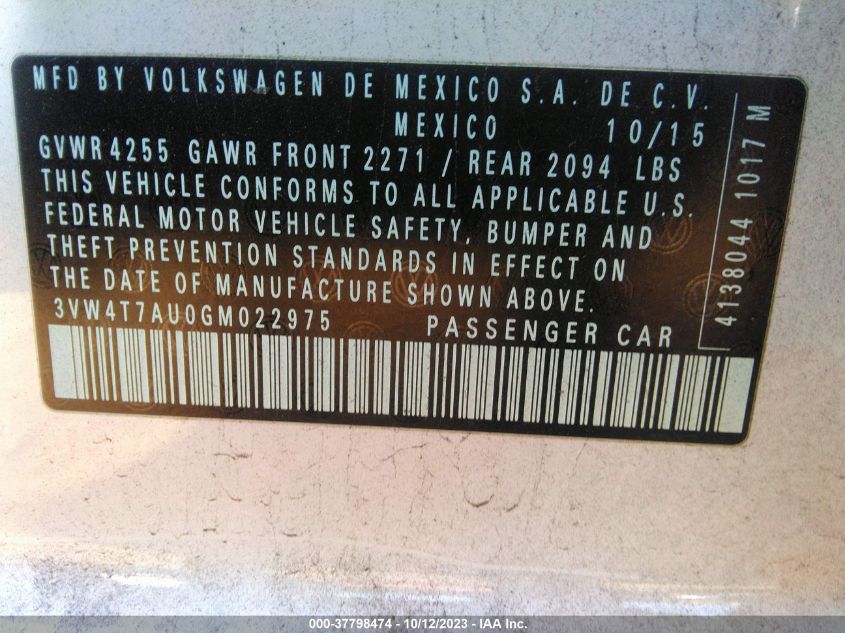 MFD BY VOLKSWAGEN DE MEXICO S.A. DE C.V.
MEXICO 10/15
GVWR 4255 GAWR FRONT 2271 / REAR 2094 LBS
THIS VEHICLE CONFORMS TO ALL APPLICABLE U.S.
FEDERAL MOTOR VEHICLE SAFETY, BUMPER AND
THEFT PREVENTION STANDARDS IN EFFECT ON
THE DATE OF MANUFACTURE SHOWN ABOVE.
3VW4T7AU0GM022975 PASSENGER CAR
4138044 1017 M
000-37798474 - 10/12/2023 - IAA Inc.